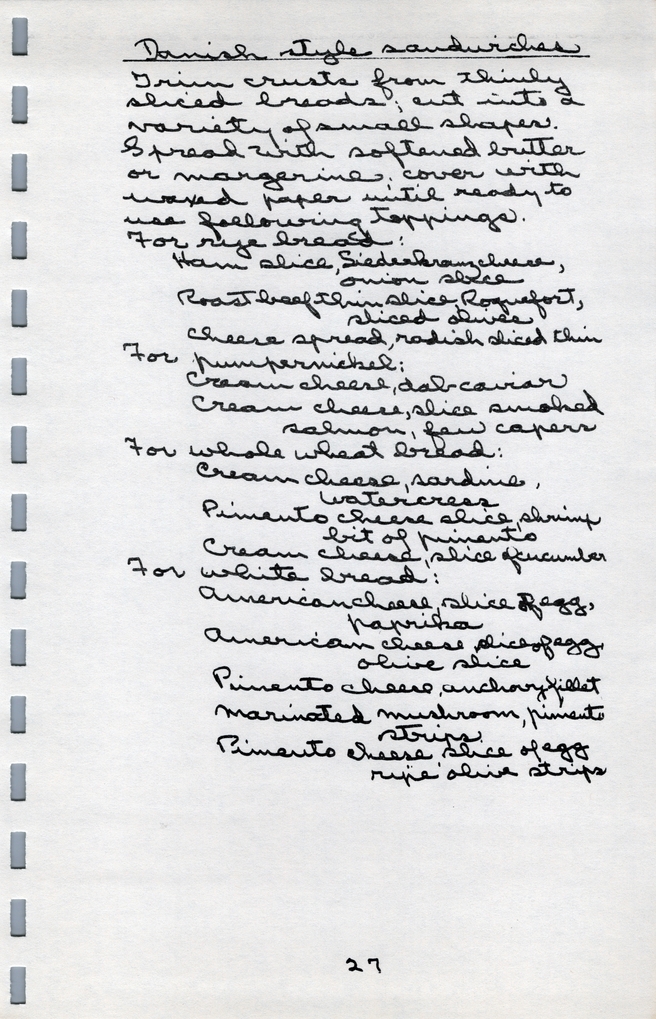 Danish style sandwiches
Trim crusts from thinly
sliced breads; cut into a
variety of small shapes.
Spread with softened butter
or margerine. cover with
waxed paper until ready to
use following toppings.
For rye bread:
Ham slice, Siederkranz cheese,
onion slice
Roast beef thin slice, Roquefort,
sliced olives
Cheese spread, radish sliced thin
For pumpernickel:
Cream cheese, dab caviar
Cream cheese, slice smoked
salmon, few capers
For whole wheat bread:
Cream cheese, sardine,
watercress
Pimento cheese slice, shrimp
bit of pimento
Cream cheese, slice of cucumber
For white bread:
American cheese, slice of egg,
paprika
American cheese, slice of egg,
olive slice
Pimento cheese, anchovy fillet
Marinated mushroom, pimento
strips.
Pimento cheese, slice of egg
ripe olive strips
27